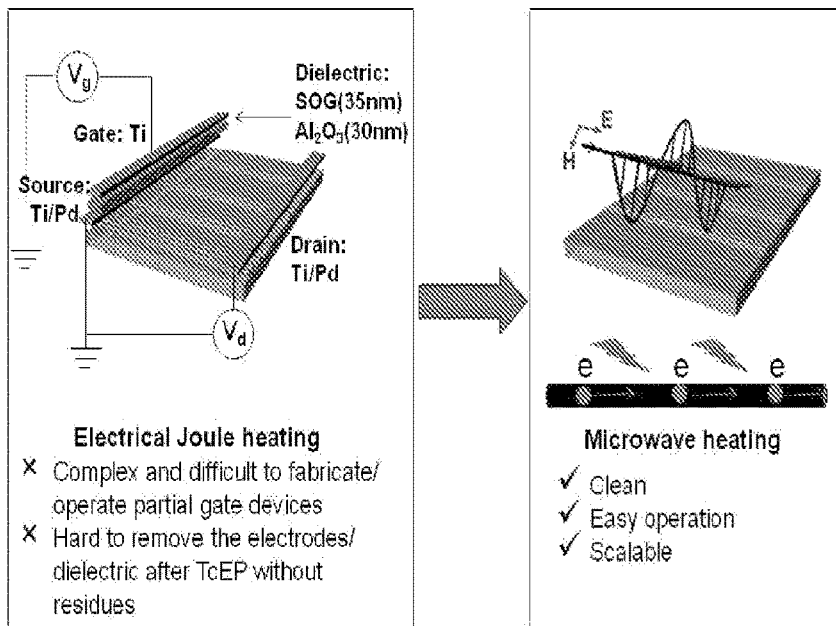 Vg
Dielectric:
SOG(35nm)
Al₂O₃(30nm)
Gate: Ti
Source:
Ti/Pd
Drain:
Ti/Pd
Vd
Electrical Joule heating
× Complex and difficult to fabricate/
operate partial gate devices
× Hard to remove the electrodes/
dielectric after TcEP without
residues
E
H
e e e
Microwave heating
✓ Clean
✓ Easy operation
✓ Scalable